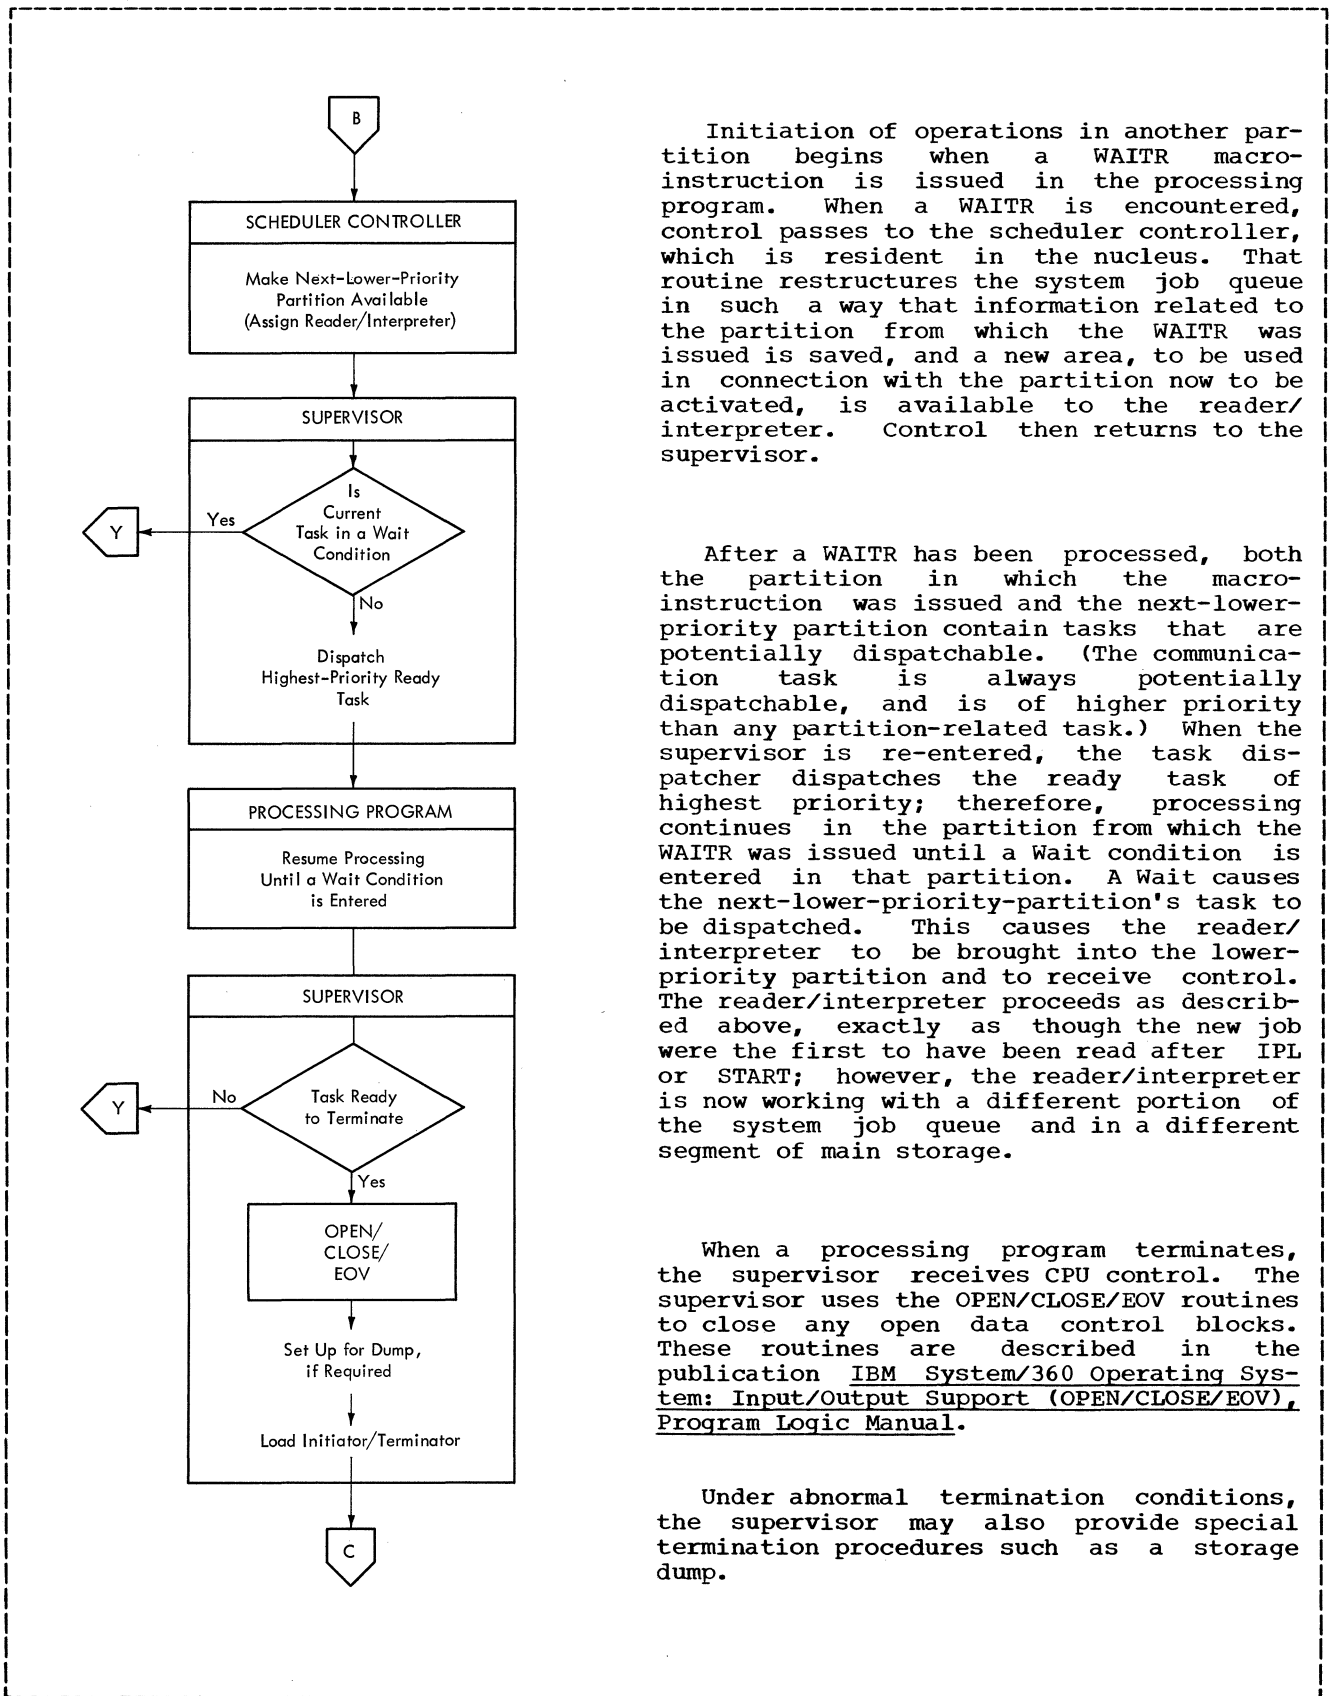 B
SCHEDULER CONTROLLER
Make Next-Lower-Priority
Partition Available
(Assign Reader/Interpreter)
SUPERVISOR
Is
Current
Task in a Wait
Condition
Yes
Y
No
Dispatch
Highest-Priority Ready
Task
PROCESSING PROGRAM
Resume Processing
Until a Wait Condition
is Entered
SUPERVISOR
Task Ready
to Terminate
No
Y
Yes
OPEN/
CLOSE/
EOV
Set Up for Dump,
if Required
Load Initiator/Terminator
C
Initiation of operations in another par-
tition begins when a WAITR macro-
instruction is issued in the processing
program. When a WAITR is encountered,
control passes to the scheduler controller,
which is resident in the nucleus. That
routine restructures the system job queue
in such a way that information related to
the partition from which the WAITR was
issued is saved, and a new area, to be used
in connection with the partition now to be
activated, is available to the reader/
interpreter. Control then returns to the
supervisor.
After a WAITR has been processed, both
the partition in which the macro-
instruction was issued and the next-lower-
priority partition contain tasks that are
potentially dispatchable. (The communica-
tion task is always potentially
dispatchable, and is of higher priority
than any partition-related task.) When the
supervisor is re-entered, the task dis-
patcher dispatches the ready task of
highest priority; therefore, processing
continues in the partition from which the
WAITR was issued until a Wait condition is
entered in that partition. A Wait causes
the next-lower-priority-partition's task to
be dispatched. This causes the reader/
interpreter to be brought into the lower-
priority partition and to receive control.
The reader/interpreter proceeds as describ-
ed above, exactly as though the new job
were the first to have been read after IPL
or START; however, the reader/interpreter
is now working with a different portion of
the system job queue and in a different
segment of main storage.
When a processing program terminates,
the supervisor receives CPU control. The
supervisor uses the OPEN/CLOSE/EOV routines
to close any open data control blocks.
These routines are described in the
publication IBM System/360 Operating Sys-
tem: Input/Output Support (OPEN/CLOSE/EOV),
Program Logic Manual.
Under abnormal termination conditions,
the supervisor may also provide special
termination procedures such as a storage
dump.